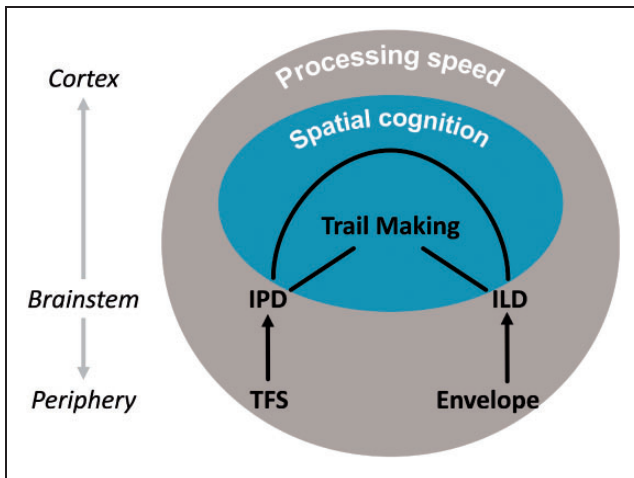 Cortex
Processing speed
Spatial cognition
Trail Making
Brainstem
IPD
ILD
Periphery
TFS
Envelope